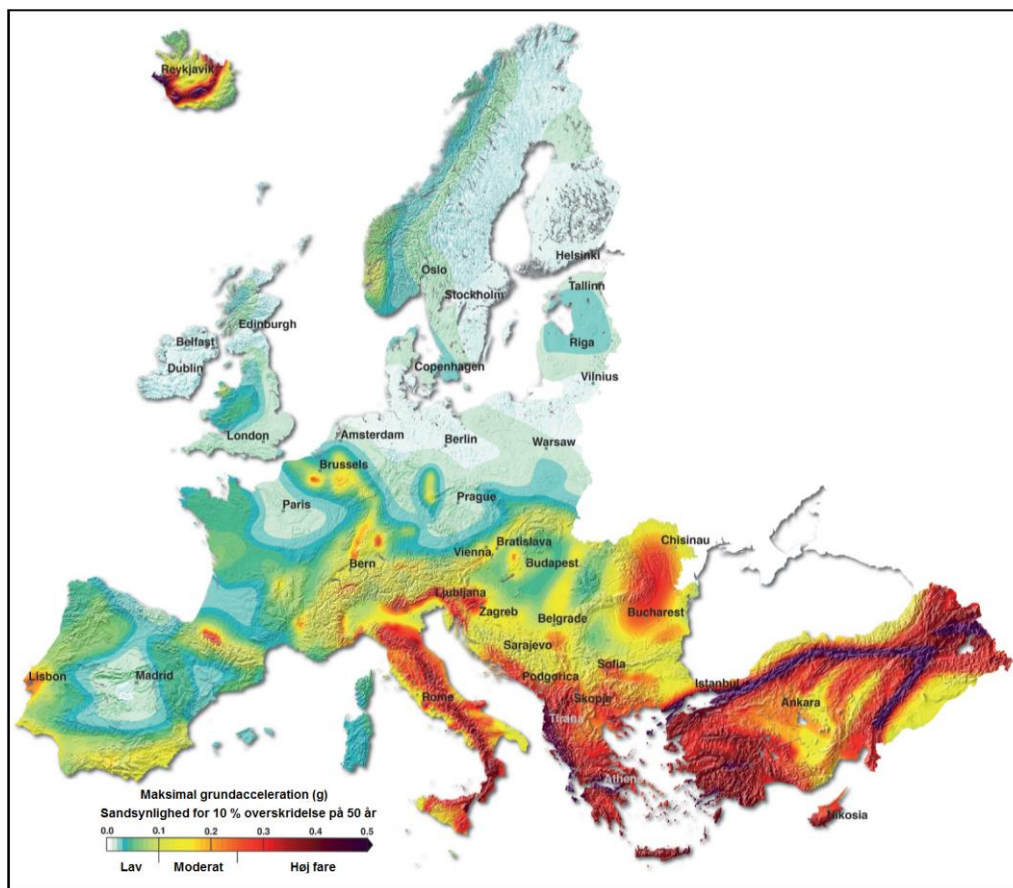 Reykjavik
Oslo
Helsinki
Tallinn
Stockholm
Edinburgh
Riga
Belfast
Dublin
Copenhagen
Vilnius
London
Amsterdam
Berlin
Warsaw
Brussels
Paris
Prague
Chisinau
Bratislava
Vienna
Budapest
Bern
Ljubljana
Zagreb
Bucharest
Belgrade
Sarajevo
Sofia
Lisbon
Madrid
Podgorica
Istanbul
Rome
Skopje
Ankara
Tirana
Athens
Nikosia
Maksimal grundacceleration (g)
Sandsynlighed for 10 % overskridelse på 50 år
0.0 0.1 0.2 0.3 0.4 0.5
Lav Moderat Høj fare